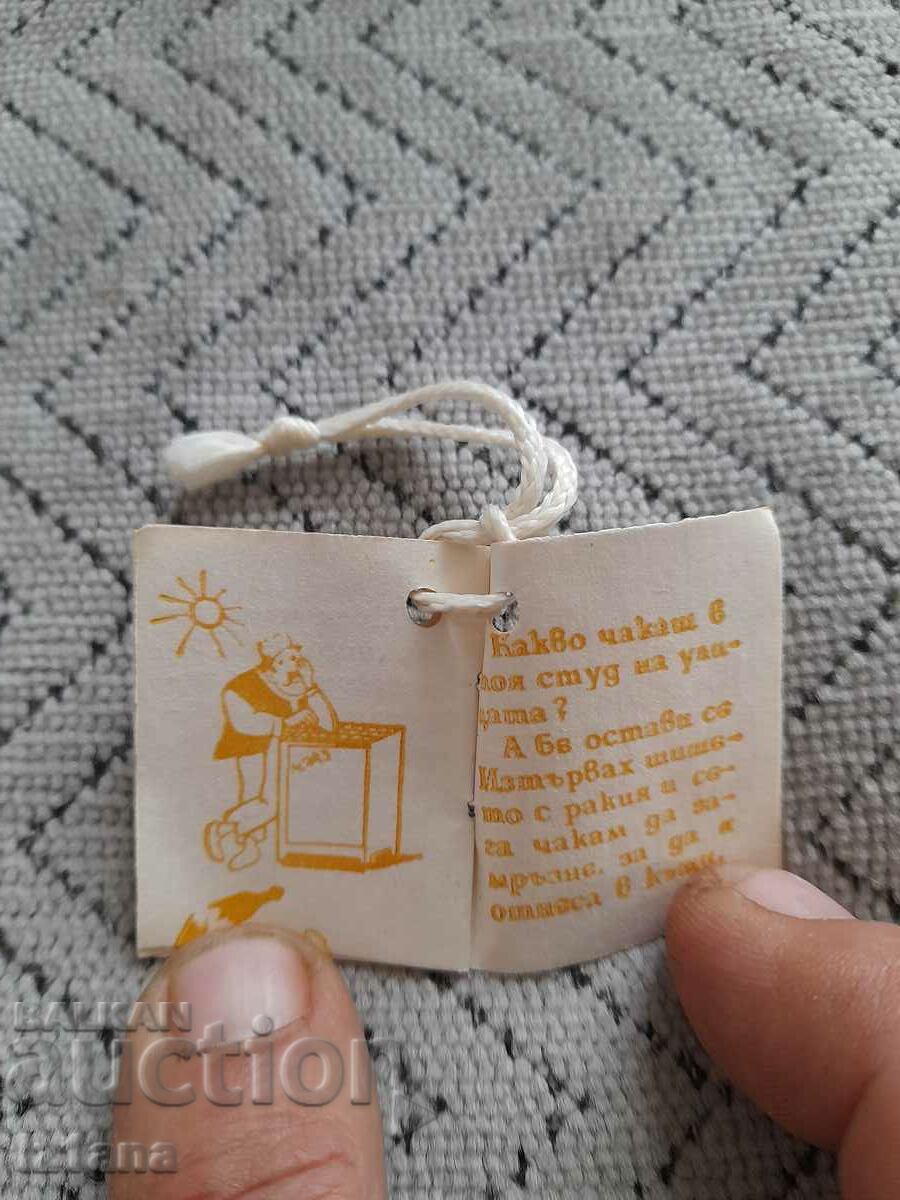 Какво чакаш в
тоя студ на ули-
цата?
А бе остави се
Изтървах шише-
то с ракия и се-
га чакам да за-
мръзне, за да я
отнеса в къщи.
BALKAN
auction
iziana